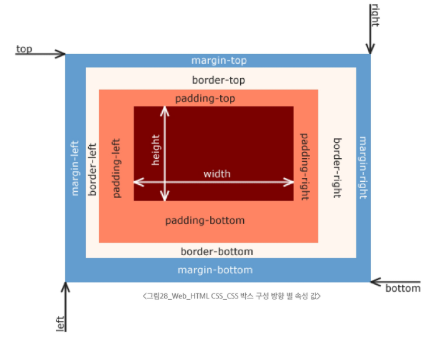 right
top
margin-top
border-top
padding-top
margin-left
border-left
padding-left
height
width
padding-right
border-right
margin-right
padding-bottom
border-bottom
margin-bottom
bottom
<그림28_Web_HTML CSS_CSS 박스 구성 방향 별 속성 값>
left